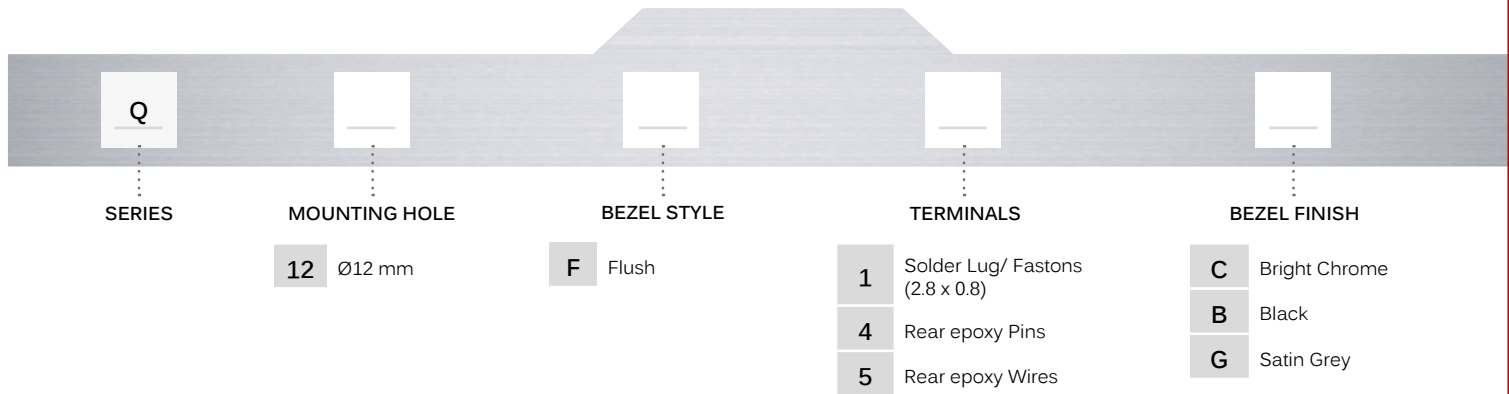 Q
SERIES
MOUNTING HOLE
12 Ø12 mm
BEZEL STYLE
F Flush
TERMINALS
1 Solder Lug/ Fastons
(2.8 x 0.8)
4 Rear epoxy Pins
5 Rear epoxy Wires
BEZEL FINISH
C Bright Chrome
B Black
G Satin Grey